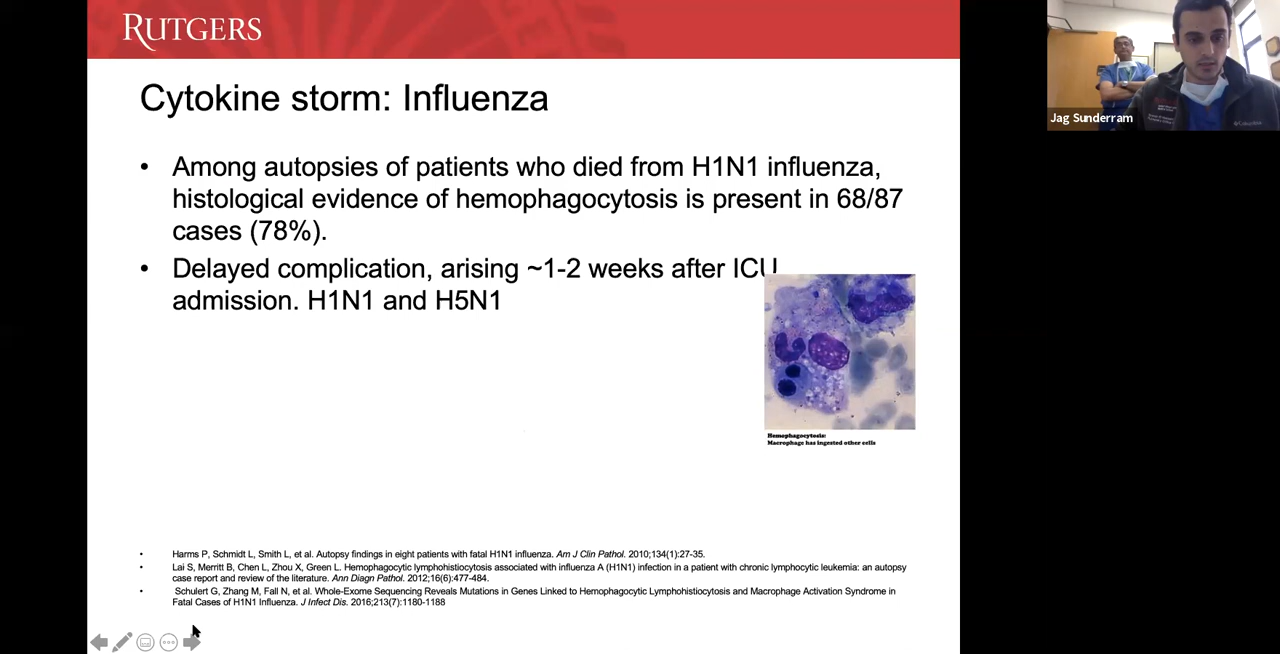 RUTGERS
Cytokine storm: Influenza
• Among autopsies of patients who died from H1N1 influenza,
histological evidence of hemophagocytosis is present in 68/87
cases (78%).
• Delayed complication, arising ~1-2 weeks after ICU
admission. H1N1 and H5N1
Hemophagocytosis:
Macrophage has ingested other cells
• Harms P, Schmidt L, Smith L, et al. Autopsy findings in eight patients with fatal H1N1 influenza. Am J Clin Pathol. 2010;134(1):27-35.
• Lai S, Merritt B, Chen L, Zhou X, Green L. Hemophagocytic lymphohistiocytosis associated with influenza A (H1N1) infection in a patient with chronic lymphocytic leukemia: an autopsy
case report and review of the literature. Ann Diagn Pathol. 2012;16(6):477-484.
• Schulert G, Zhang M, Fall N, et al. Whole-Exome Sequencing Reveals Mutations in Genes Linked to Hemophagocytic Lymphohistiocytosis and Macrophage Activation Syndrome in
Fatal Cases of H1N1 Influenza. J Infect Dis. 2016;213(7):1180-1188
Jag Sunderram
Columbia